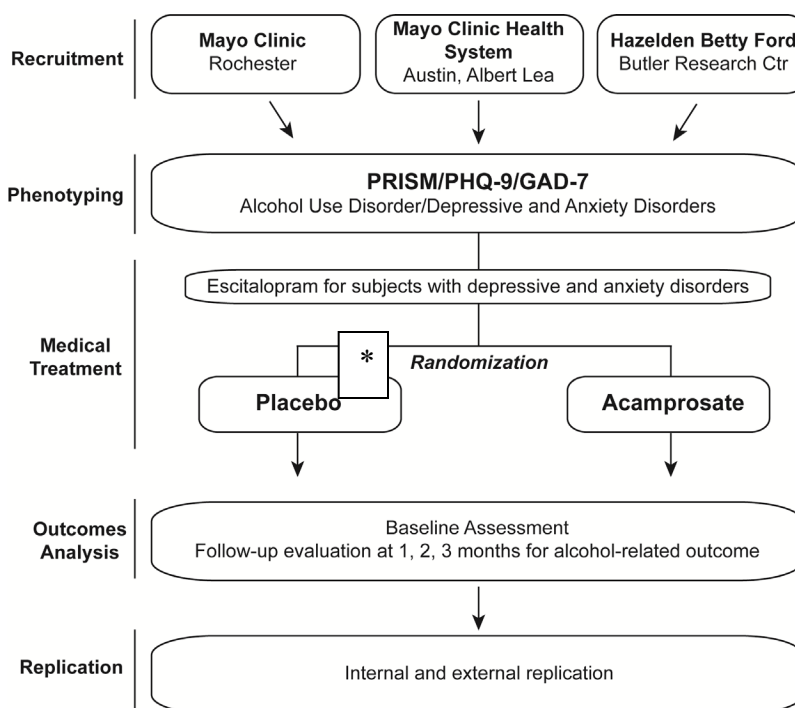 Recruitment
Mayo Clinic
Rochester
Mayo Clinic Health
System
Austin, Albert Lea
Hazelden Betty Ford
Butler Research Ctr
Phenotyping
PRISM/PHQ-9/GAD-7
Alcohol Use Disorder/Depressive and Anxiety Disorders
Medical
Treatment
Escitalopram for subjects with depressive and anxiety disorders
*
Randomization
Placebo
Acamprosate
Outcomes
Analysis
Baseline Assessment
Follow-up evaluation at 1, 2, 3 months for alcohol-related outcome
Replication
Internal and external replication